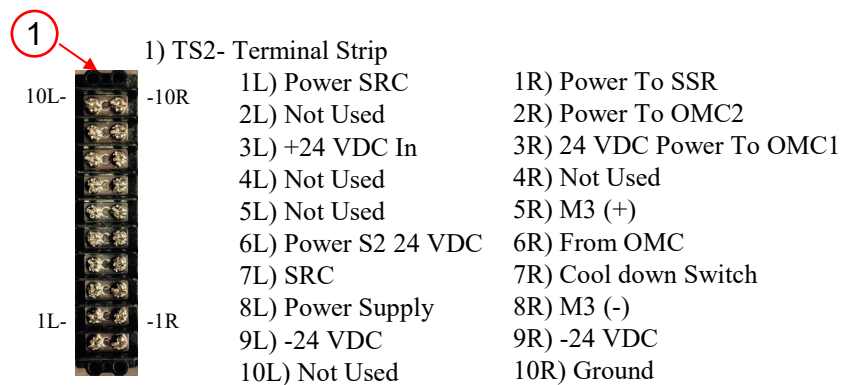 1
1) TS2- Terminal Strip
10L-
-10R
1L-
-1R
1L) Power SRC
2L) Not Used
3L) +24 VDC In
4L) Not Used
5L) Not Used
6L) Power S2 24 VDC
7L) SRC
8L) Power Supply
9L) -24 VDC
10L) Not Used
1R) Power To SSR
2R) Power To OMC2
3R) 24 VDC Power To OMC1
4R) Not Used
5R) M3 (+)
6R) From OMC
7R) Cool down Switch
8R) M3 (-)
9R) -24 VDC
10R) Ground